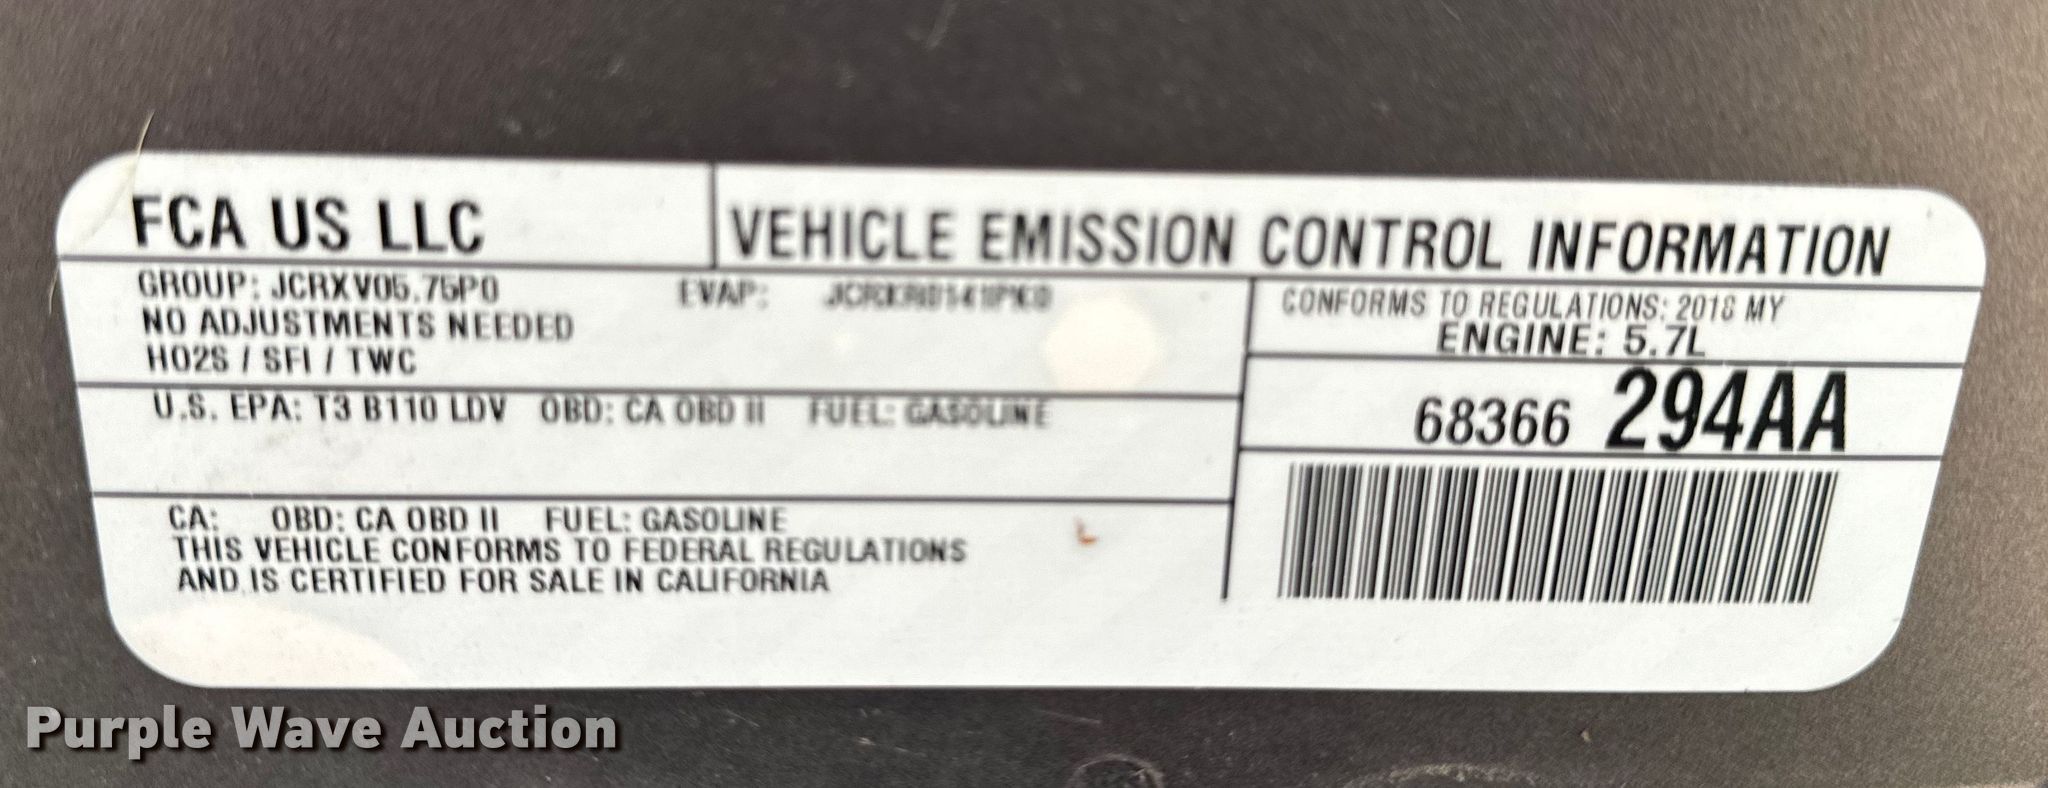 FCA US LLC
VEHICLE EMISSION CONTROL INFORMATION
GROUP: JCRXV05.75P0 EVAP:
NO ADJUSTMENTS NEEDED
HO2S / SFI / TWC
CONFORMS TO REGULATIONS: 2018 MY
ENGINE: 5.7L
U.S. EPA: T3 B110 LDV OBD: CA OBD II FUEL: GASOLINE
68366 294AA
CA: OBD: CA OBD II FUEL: GASOLINE
THIS VEHICLE CONFORMS TO FEDERAL REGULATIONS
AND IS CERTIFIED FOR SALE IN CALIFORNIA
Purple Wave Auction